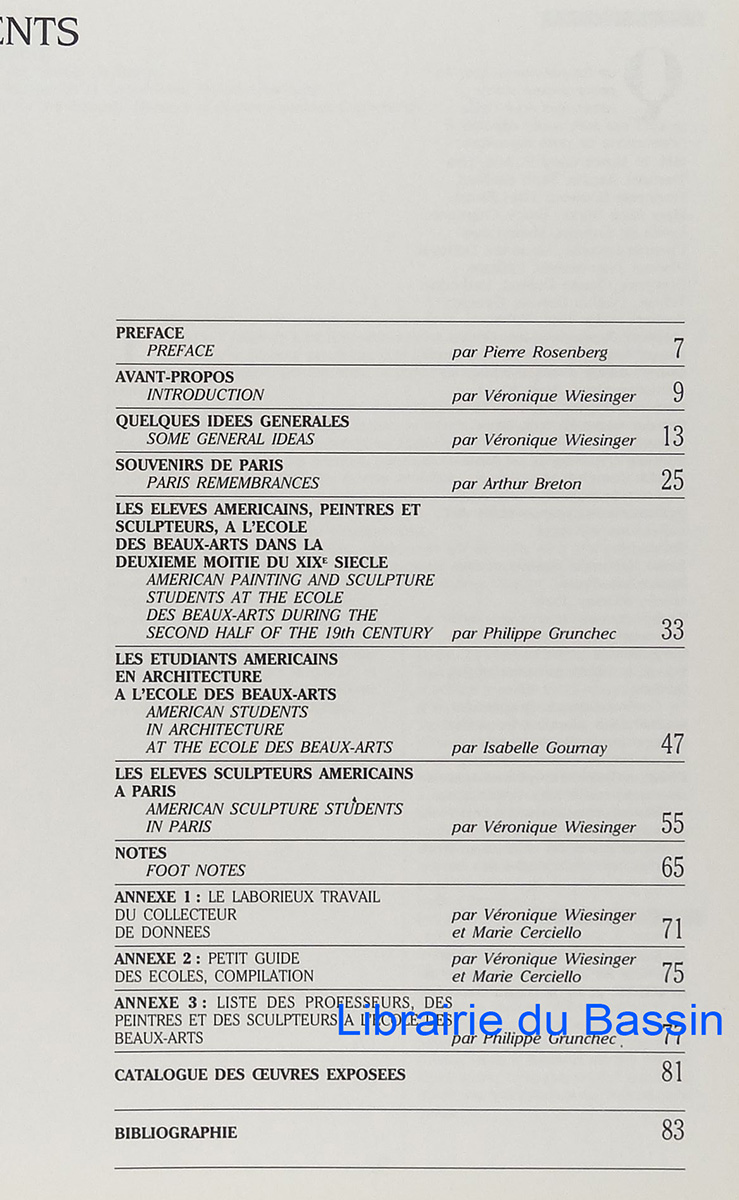 ENTS
PREFACE
PREFACE par Pierre Rosenberg 7
AVANT-PROPOS
INTRODUCTION par Véronique Wiesinger 9
QUELQUES IDEES GENERALES
SOME GENERAL IDEAS par Véronique Wiesinger 13
SOUVENIRS DE PARIS
PARIS REMEMBRANCES par Arthur Breton 25
LES ELEVES AMERICAINS, PEINTRES ET
SCULPTEURS, A L'ECOLE
DES BEAUX-ARTS DANS LA
DEUXIEME MOITIE DU XIXE SIECLE
AMERICAN PAINTING AND SCULPTURE
STUDENTS AT THE ECOLE
DES BEAUX-ARTS DURING THE
SECOND HALF OF THE 19th CENTURY par Philippe Grunchec 33
LES ETUDIANTS AMERICAINS
EN ARCHITECTURE
A L'ECOLE DES BEAUX-ARTS
AMERICAN STUDENTS
IN ARCHITECTURE
AT THE ECOLE DES BEAUX-ARTS par Isabelle Gournay 47
LES ELEVES SCULPTEURS AMERICAINS
A PARIS
AMERICAN SCULPTURE STUDENTS
IN PARIS par Véronique Wiesinger 55
NOTES
FOOT NOTES 65
ANNEXE 1 : LE LABORIEUX TRAVAIL
DU COLLECTEUR par Véronique Wiesinger
DE DONNEES et Marie Cerciello 71
ANNEXE 2 : PETIT GUIDE par Véronique Wiesinger
DES ECOLES, COMPILATION et Marie Cerciello 75
ANNEXE 3 : LISTE DES PROFESSEURS, DES
PEINTRES ET DES SCULPTEURS A L'ECOLE DES
Librairie du Bassin
BEAUX-ARTS par Philippe Grunchec 77
CATALOGUE DES ŒUVRES EXPOSEES 81
BIBLIOGRAPHIE 83